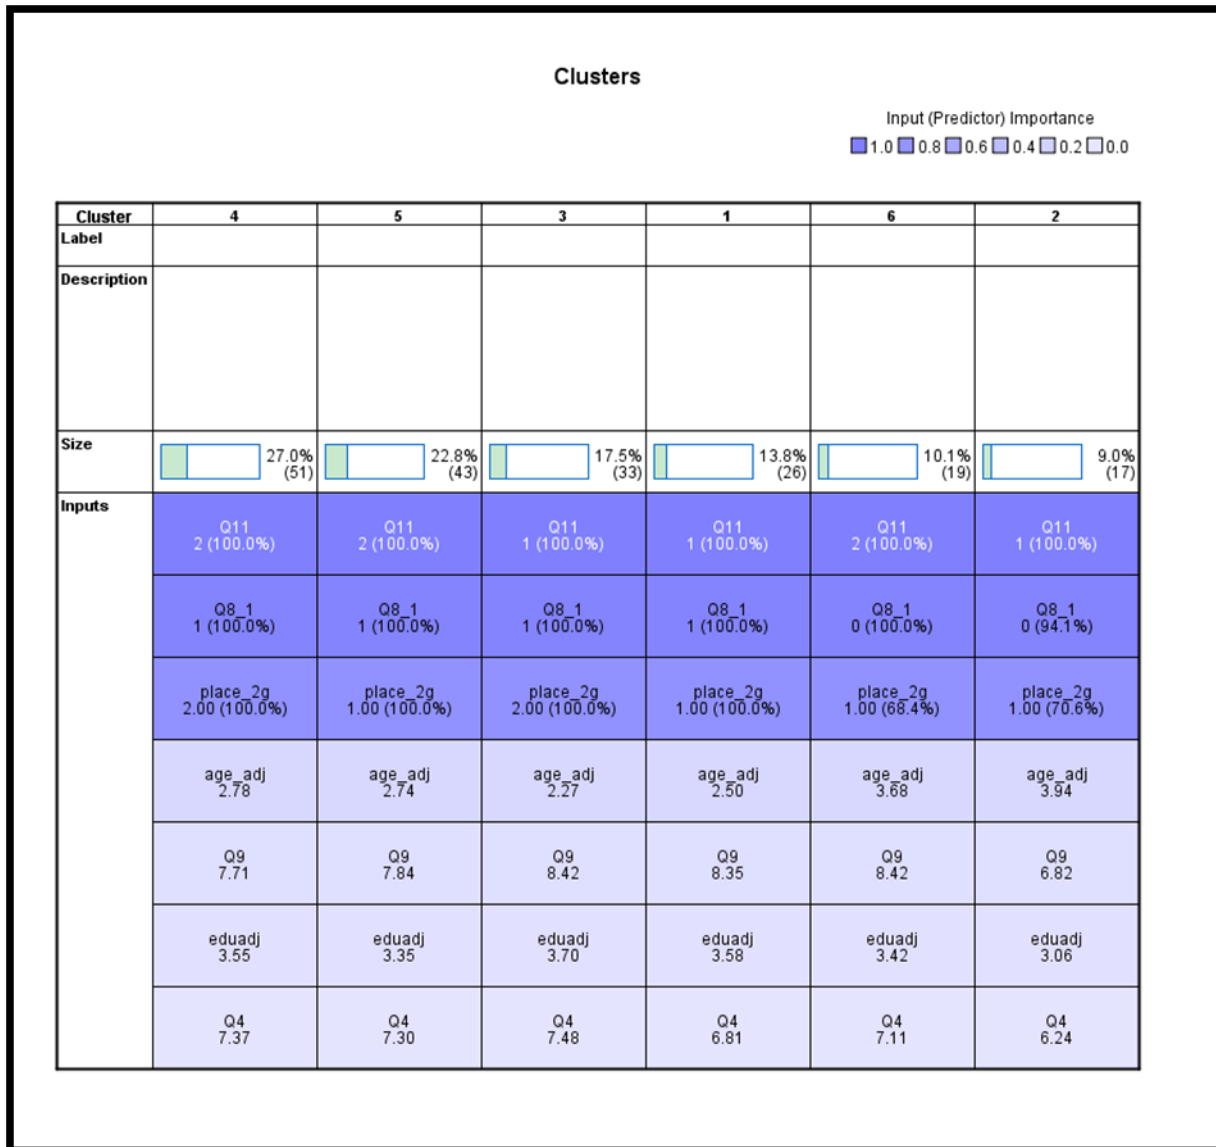 Clusters
Input (Predictor) Importance
1.0 0.8 0.6 0.4 0.2 0.0
Cluster 4 5 3 1 6 2
Label
Description
Size
27.0% 22.8% 17.5% 13.8% 10.1% 9.0%
(51) (43) (33) (26) (19) (17)
Inputs
Q11 Q11 Q11 Q11 Q11 Q11
2 (100.0%) 2 (100.0%) 1 (100.0%) 1 (100.0%) 2 (100.0%) 1 (100.0%)
Q8_1 Q8_1 Q8_1 Q8_1 Q8_1 Q8_1
1 (100.0%) 1 (100.0%) 1 (100.0%) 1 (100.0%) 0 (100.0%) 0 (94.1%)
place_2g place_2g place_2g place_2g place_2g place_2g
2.00 (100.0%) 1.00 (100.0%) 2.00 (100.0%) 1.00 (100.0%) 1.00 (68.4%) 1.00 (70.6%)
age_adj age_adj age_adj age_adj age_adj age_adj
2.78 2.74 2.27 2.50 3.68 3.94
Q9 Q9 Q9 Q9 Q9 Q9
7.71 7.84 8.42 8.35 8.42 6.82
eduadj eduadj eduadj eduadj eduadj eduadj
3.55 3.35 3.70 3.58 3.42 3.06
Q4 Q4 Q4 Q4 Q4 Q4
7.37 7.30 7.48 6.81 7.11 6.24